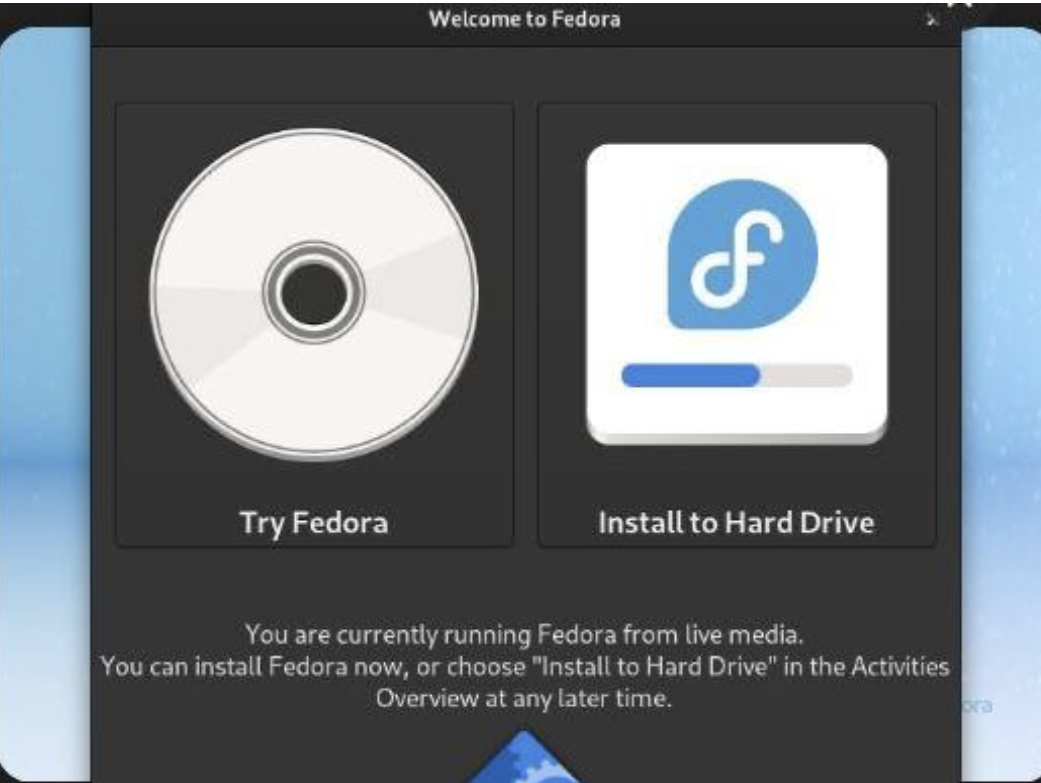 Welcome to Fedora
Try Fedora
Install to Hard Drive
You are currently running Fedora from live media.
You can install Fedora now, or choose "Install to Hard Drive" in the Activities
Overview at any later time.
ora